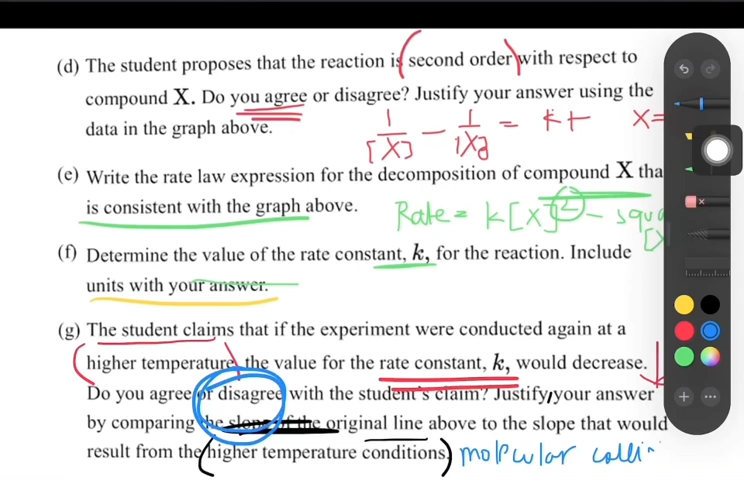 (d) The student proposes that the reaction is (second order) with respect to
compound X. Do you agree or disagree? Justify your answer using the
data in the graph above.
1/[X] - 1/[X]₀ = kt X=
(e) Write the rate law expression for the decomposition of compound X tha
is consistent with the graph above.
Rate = k[X]² - squa
[X
(f) Determine the value of the rate constant, k, for the reaction. Include
units with your answer.
(g) The student claims that if the experiment were conducted again at a
(higher temperature, the value for the rate constant, k, would decrease.
Do you agree or disagree with the student's claim? Justify your answer
by comparing the slope of the original line above to the slope that would
result from the (higher temperature conditions.) molecular colli